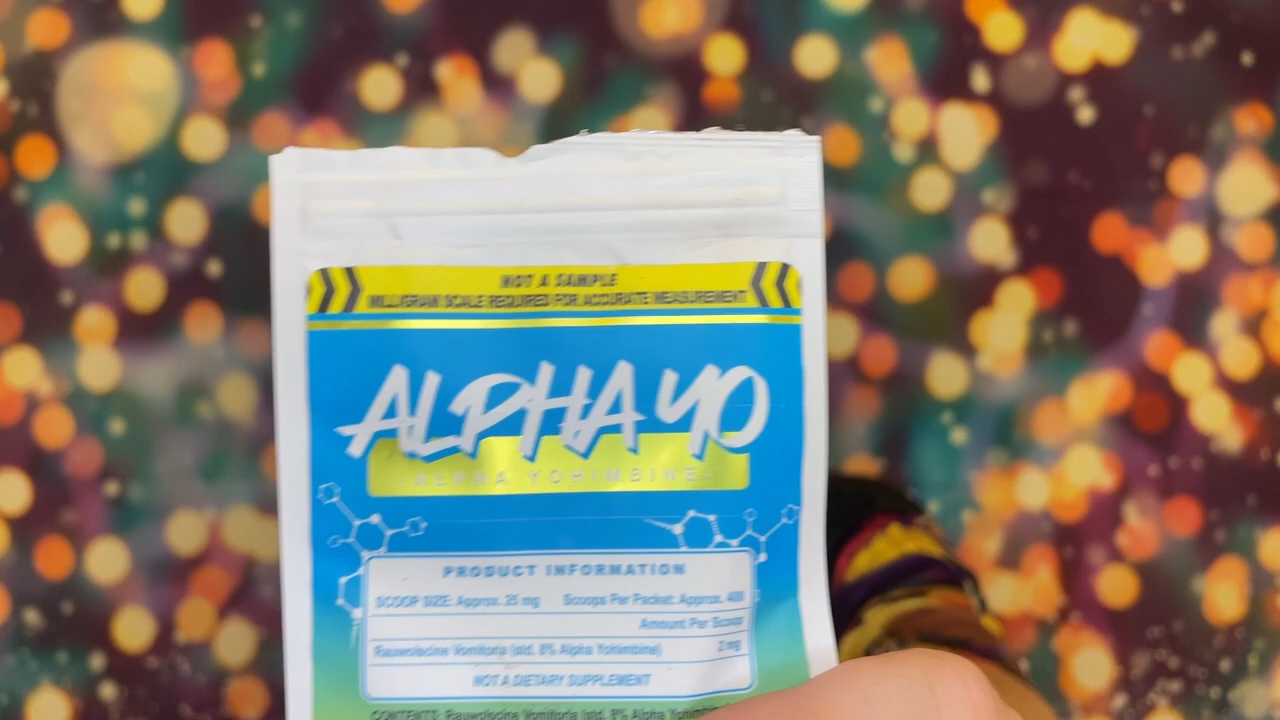 NOT A SAMPLE
MILLIGRAM SCALE REQUIRED FOR ACCURATE MEASUREMENT
ALPHA YO
-ALPHA YOHIMBINE-
PRODUCT INFORMATION
SCOOP SIZE: Approx. 25 mg Scoops Per Packet: Approx. 400
Amount Per Scoop
Rauwolscine Vomitoria (std. 8% Alpha Yohimbine) 2 mg
NOT A DIETARY SUPPLEMENT
CONTENTS: Rauwolscine Vomitoria (std. 8% Alpha